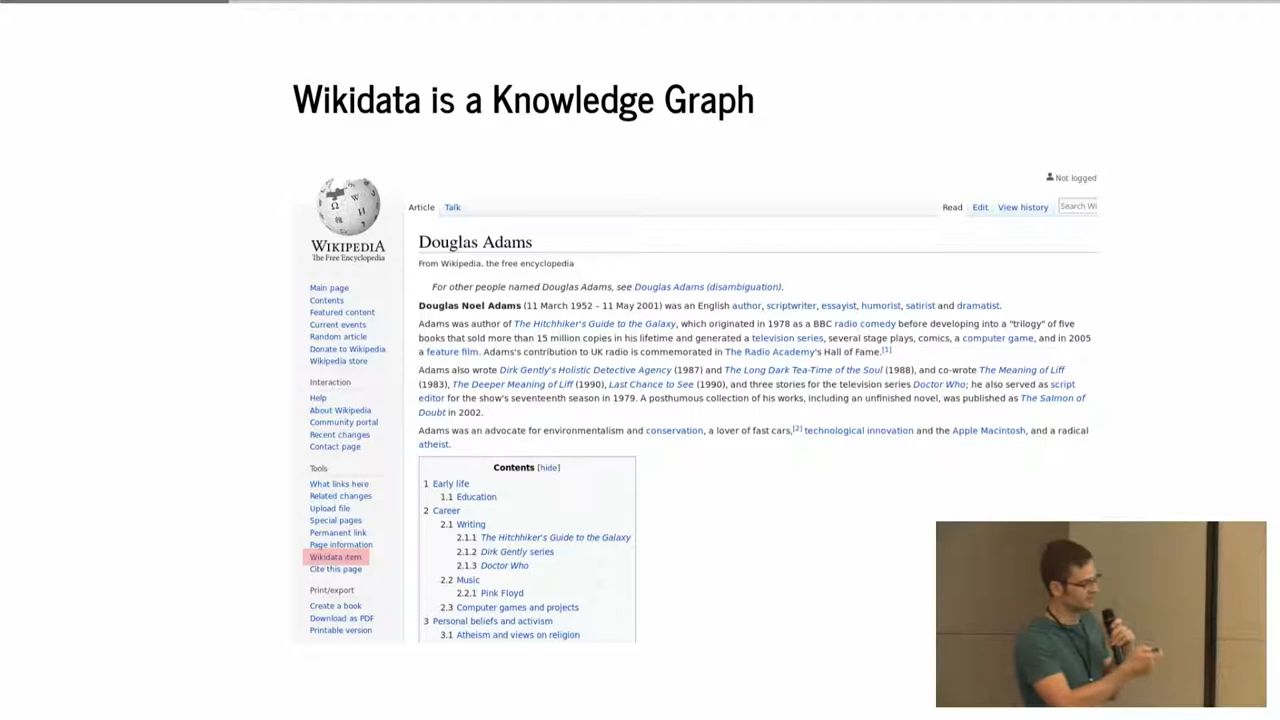 Wikidata is a Knowledge Graph
Not logged
Article Talk Read Edit View history Search Wi
WIKIPEDIA
The Free Encyclopedia
Main page
Contents
Featured content
Current events
Random article
Donate to Wikipedia
Wikipedia store
Interaction
Help
About Wikipedia
Community portal
Recent changes
Contact page
Tools
What links here
Related changes
Upload file
Special pages
Permanent link
Page information
Wikidata item
Cite this page
Print/export
Create a book
Download as PDF
Printable version
Douglas Adams
From Wikipedia, the free encyclopedia
For other people named Douglas Adams, see Douglas Adams (disambiguation).
Douglas Noel Adams (11 March 1952 – 11 May 2001) was an English author, scriptwriter, essayist, humorist, satirist and dramatist.
Adams was author of The Hitchhiker's Guide to the Galaxy, which originated in 1978 as a BBC radio comedy before developing into a "trilogy" of five
books that sold more than 15 million copies in his lifetime and generated a television series, several stage plays, comics, a computer game, and in 2005
a feature film. Adams's contribution to UK radio is commemorated in The Radio Academy's Hall of Fame.[1]
Adams also wrote Dirk Gently's Holistic Detective Agency (1987) and The Long Dark Tea-Time of the Soul (1988), and co-wrote The Meaning of Liff
(1983), The Deeper Meaning of Liff (1990), Last Chance to See (1990), and three stories for the television series Doctor Who; he also served as script
editor for the show's seventeenth season in 1979. A posthumous collection of his works, including an unfinished novel, was published as The Salmon of
Doubt in 2002.
Adams was an advocate for environmentalism and conservation, a lover of fast cars,[2] technological innovation and the Apple Macintosh, and a radical
atheist.
Contents [hide]
1 Early life
1.1 Education
2 Career
2.1 Writing
2.1.1 The Hitchhiker's Guide to the Galaxy
2.1.2 Dirk Gently series
2.1.3 Doctor Who
2.2 Music
2.2.1 Pink Floyd
2.3 Computer games and projects
3 Personal beliefs and activism
3.1 Atheism and views on religion